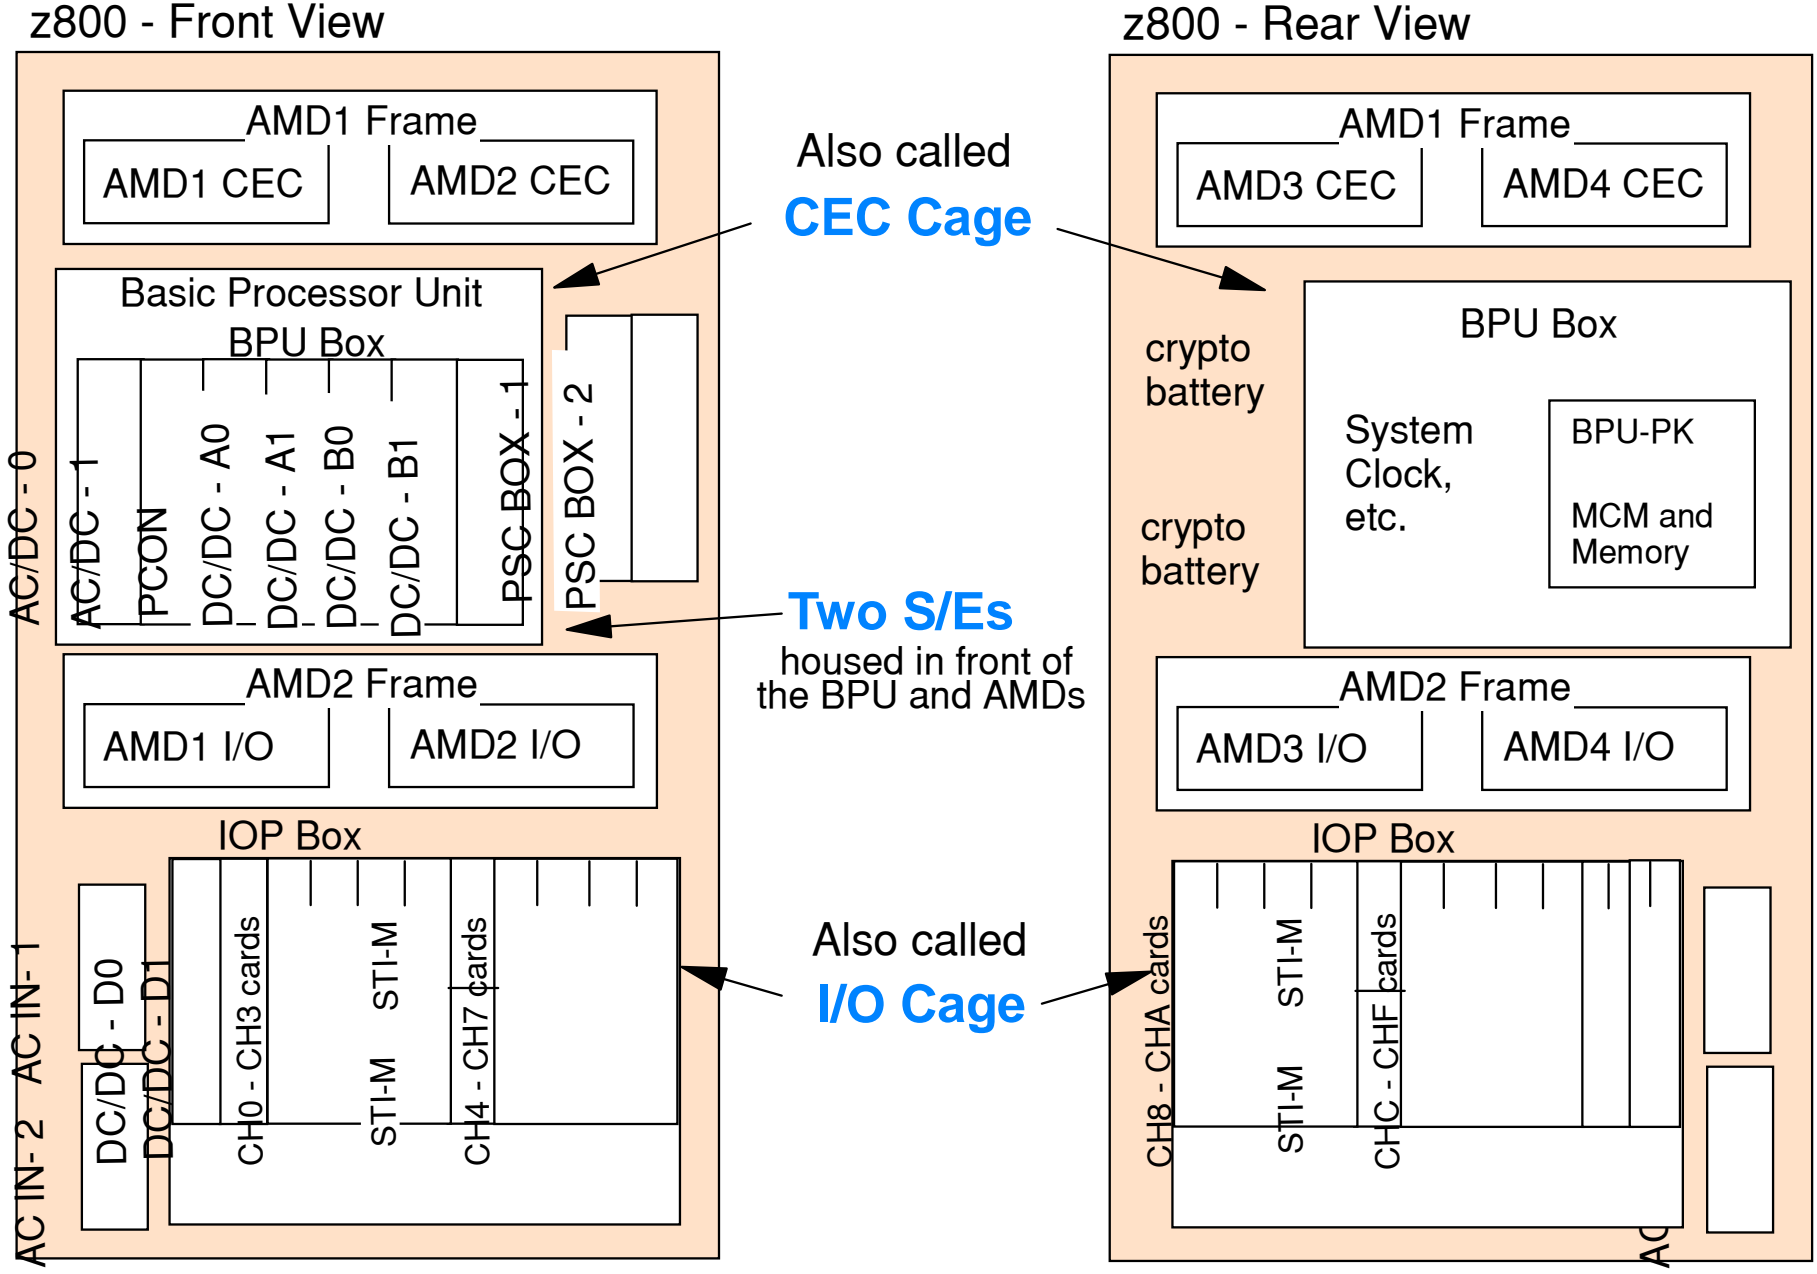 z800 - Front View
AMD1 Frame
AMD1 CEC
AMD2 CEC
Basic Processor Unit
BPU Box
AC/DC - 0
AC/DC - 1
PCON
DC/DC - A0
DC/DC - A1
DC/DC - B0
DC/DC - B1
PSC BOX - 1
PSC BOX - 2
AMD2 Frame
AMD1 I/O
AMD2 I/O
IOP Box
AC IN- 1
AC IN- 2
DC/DC - D0
DC/DC - D1
CH0 - CH3 cards
STI-M
STI-M
CH4 - CH7 cards
Also called
CEC Cage
Two S/Es
housed in front of
the BPU and AMDs
Also called
I/O Cage
z800 - Rear View
AMD1 Frame
AMD3 CEC
AMD4 CEC
crypto
battery
crypto
battery
BPU Box
System
Clock,
etc.
BPU-PK
MCM and
Memory
AMD2 Frame
AMD3 I/O
AMD4 I/O
IOP Box
CH8 - CHA cards
STI-M
STI-M
CHC - CHF cards